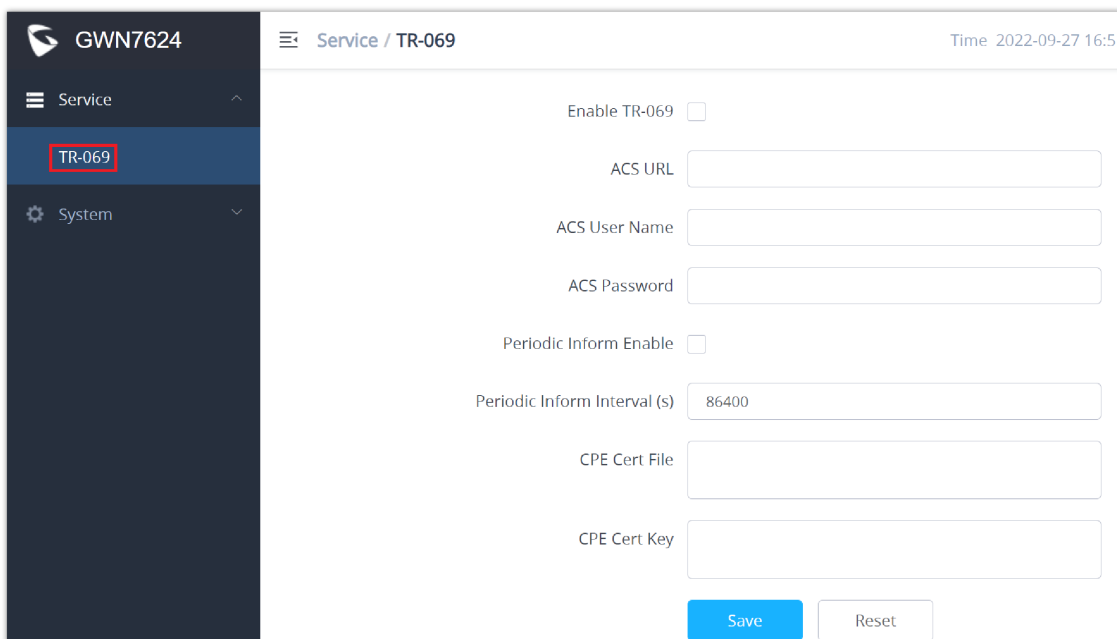 GWN7624
Service / TR-069
Time 2022-09-27 16:5
Service
TR-069
System
Enable TR-069
ACS URL
ACS User Name
ACS Password
Periodic Inform Enable
Periodic Inform Interval (s) 86400
CPE Cert File
CPE Cert Key
Save Reset